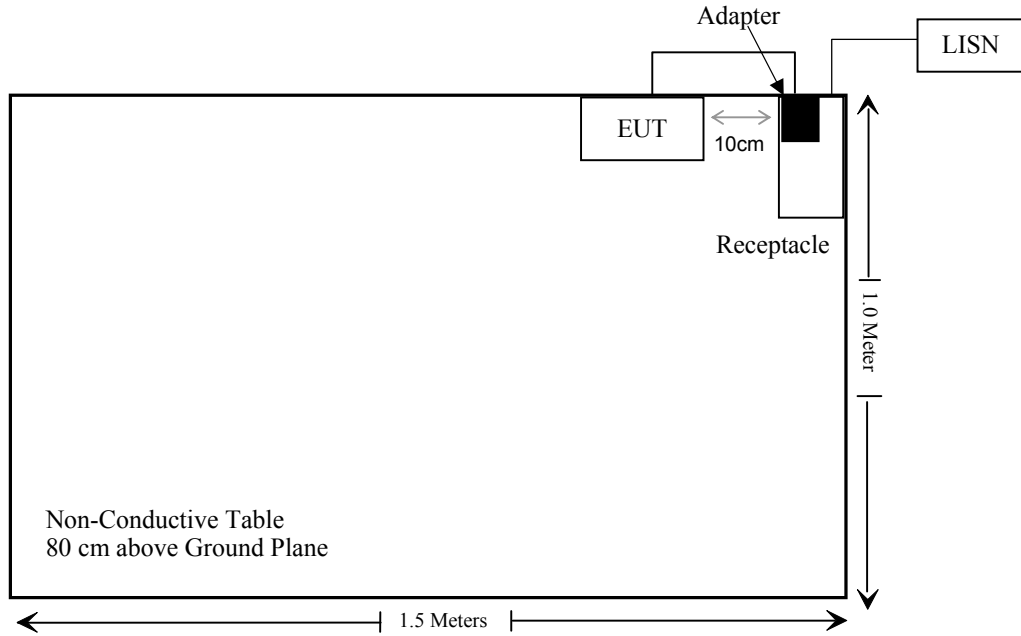 Adapter
LISN
EUT
10cm
Receptacle
1.0 Meter
Non-Conductive Table
80 cm above Ground Plane
1.5 Meters